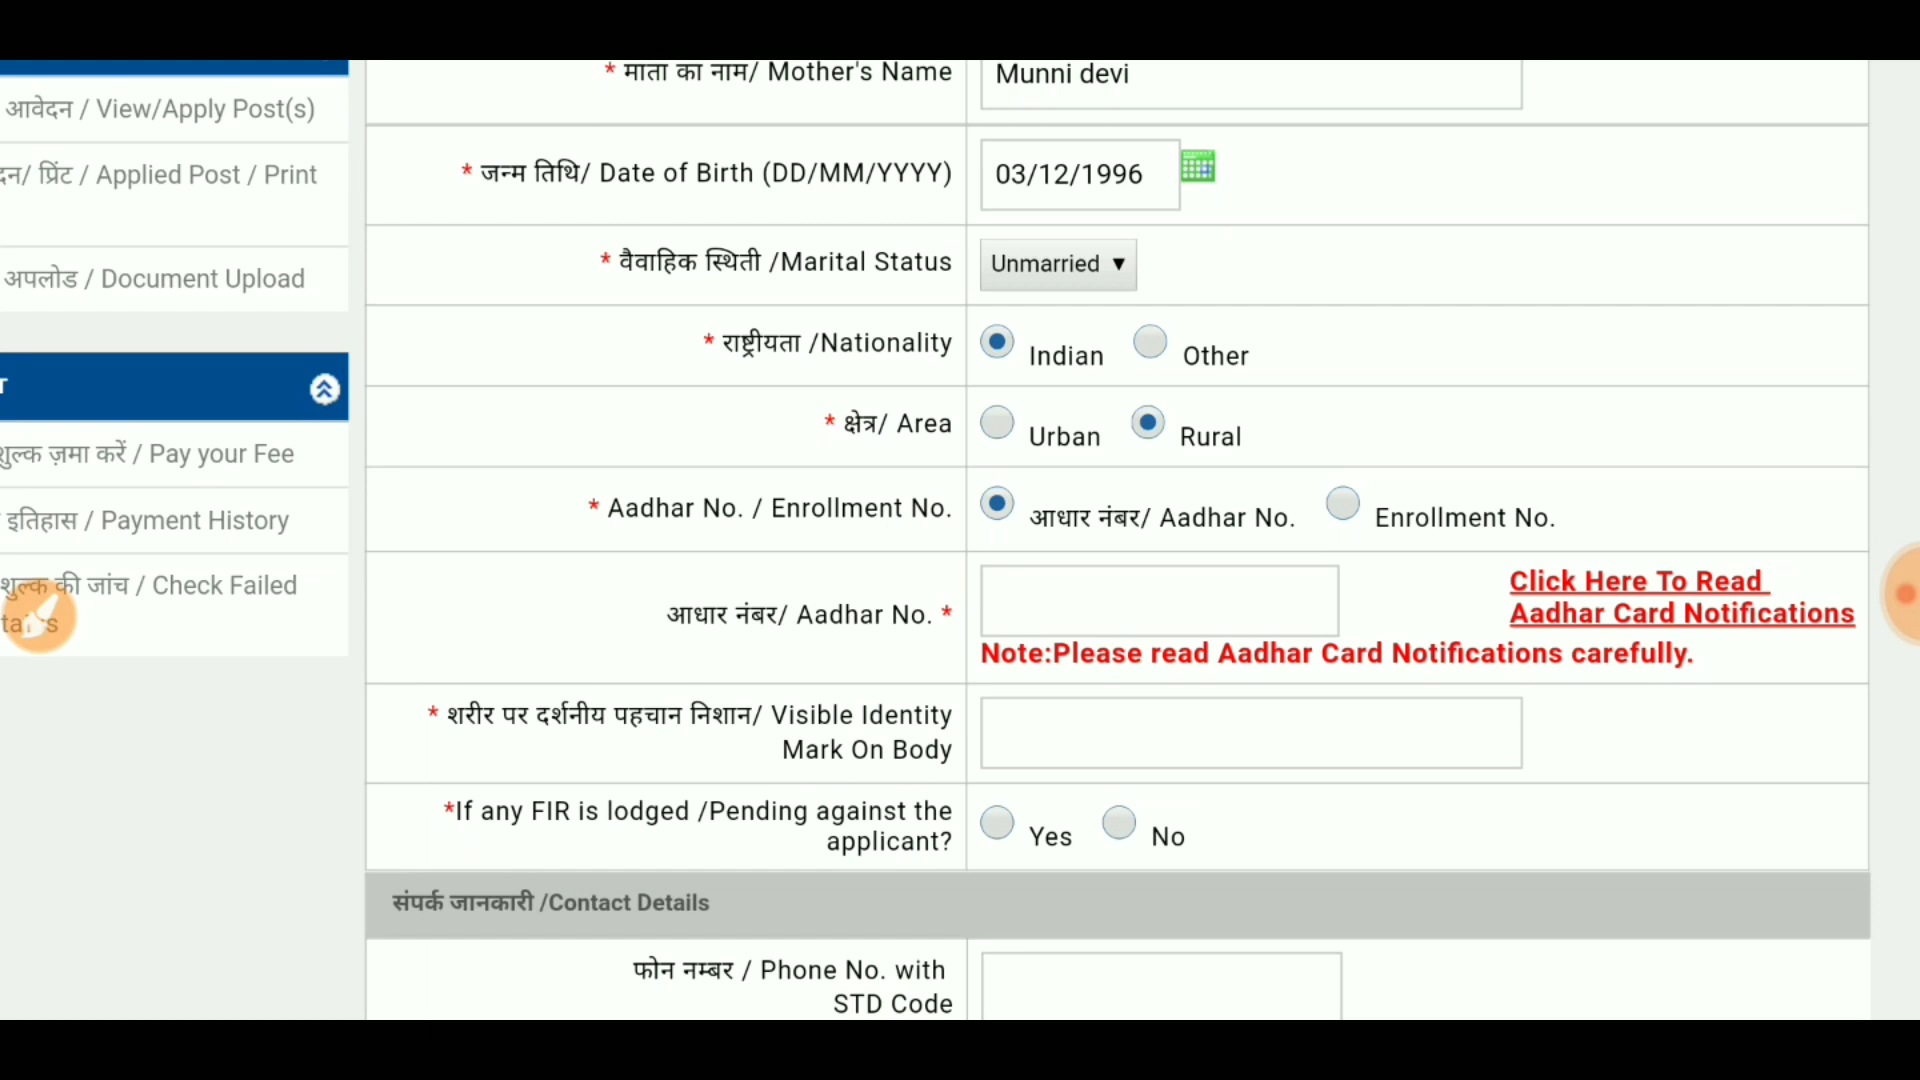 आवेदन / View/Apply Post(s)
प्रिंट / Applied Post / Print
अपलोड / Document Upload
शुल्क ज़मा करें / Pay your Fee
इतिहास / Payment History
शुल्क की जांच / Check Failed
* माता का नाम/ Mother's Name
Munni devi
* जन्म तिथि/ Date of Birth (DD/MM/YYYY)
03/12/1996
* वैवाहिक स्थिती /Marital Status
Unmarried ▼
* राष्ट्रीयता /Nationality
Indian Other
* क्षेत्र/ Area
Urban Rural
* Aadhar No. / Enrollment No.
आधार नंबर/ Aadhar No. Enrollment No.
आधार नंबर/ Aadhar No. *
Click Here To Read
Aadhar Card Notifications
Note:Please read Aadhar Card Notifications carefully.
* शरीर पर दर्शनीय पहचान निशान/ Visible Identity
Mark On Body
*If any FIR is lodged /Pending against the
applicant?
Yes No
संपर्क जानकारी /Contact Details
फोन नम्बर / Phone No. with
STD Code